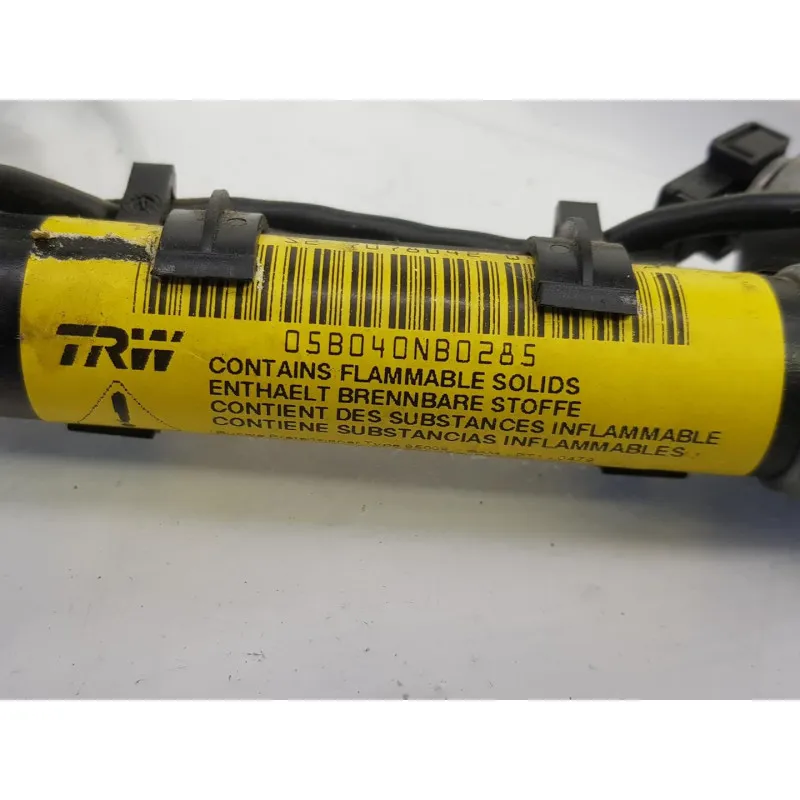 TRW
05B040NB0285
CONTAINS FLAMMABLE SOLIDS
ENTHAELT BRENNBARE STOFFE
CONTIENT DES SUBSTANCES INFLAMMABLE
CONTIENE SUBSTANCIAS INFLAMMABLES